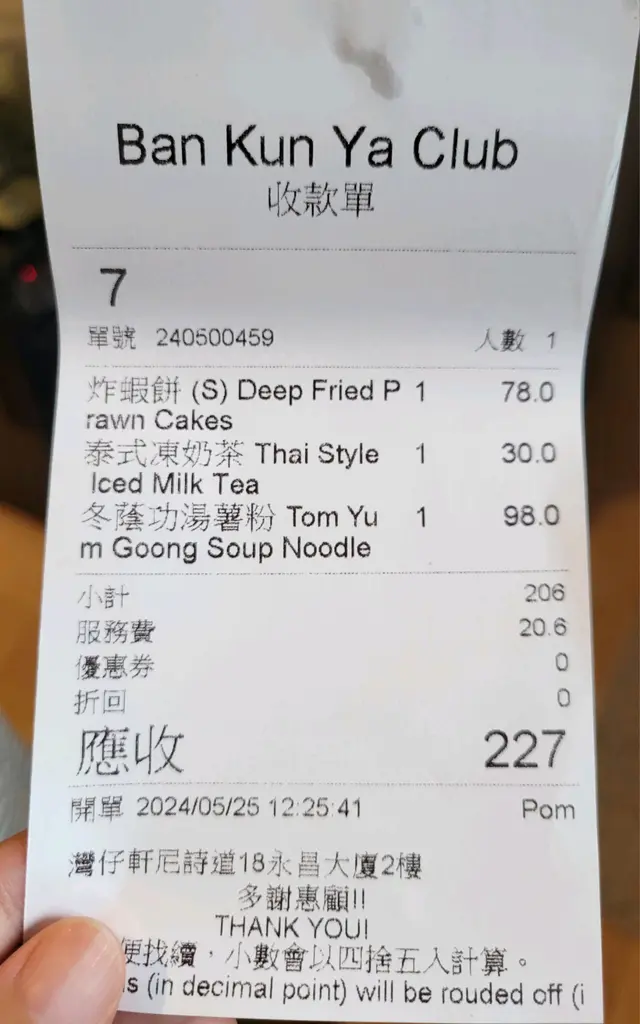 Ban Kun Ya Club
收款單
7
單號 240500459 人數 1
炸蝦餅 (S) Deep Fried P 1 78.0
rawn Cakes
泰式凍奶茶 Thai Style 1 30.0
Iced Milk Tea
冬蔭功湯薯粉 Tom Yu 1 98.0
m Goong Soup Noodle
小計 206
服務費 20.6
優惠券 0
折回 0
應收 227
開單 2024/05/25 12:25:41 Pom
灣仔軒尼詩道18永昌大廈2樓
多謝惠顧!!
THANK YOU!
便找續，小數會以四捨五入計算。
(in decimal point) will be rouded off (i